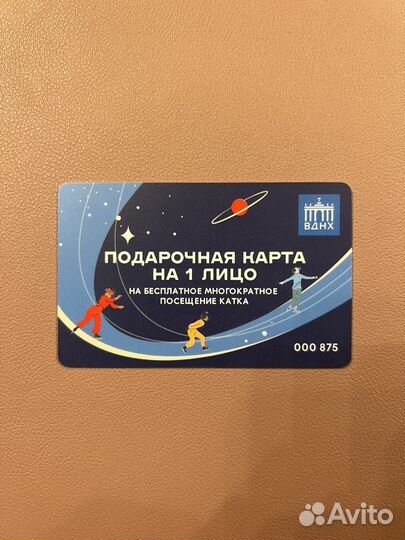 ВДНХ
ПОДАРОЧНАЯ КАРТА
НА 1 ЛИЦО
НА БЕСПЛАТНОЕ МНОГОКРАТНОЕ
ПОСЕЩЕНИЕ КАТКА
000 875
Avito